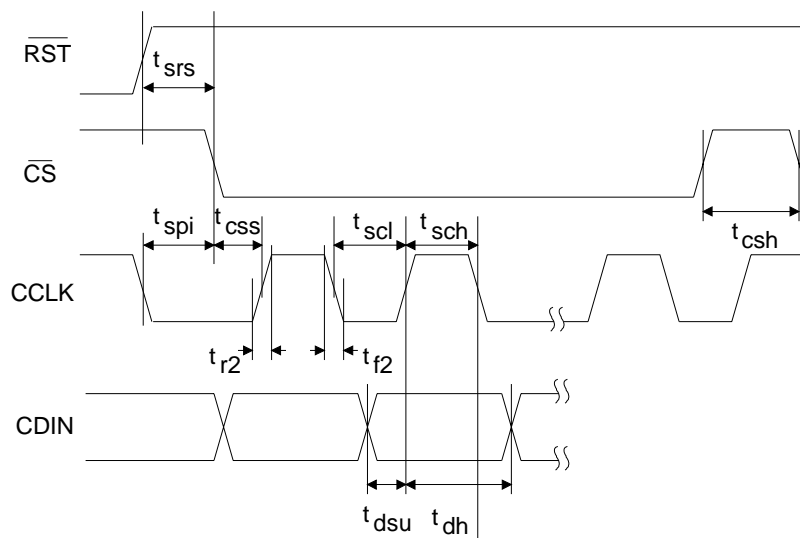 RST
t srs
CS
t spi
t css
t scl
t sch
t csh
CCLK
t r2
t f2
CDIN
t dsu
t dh